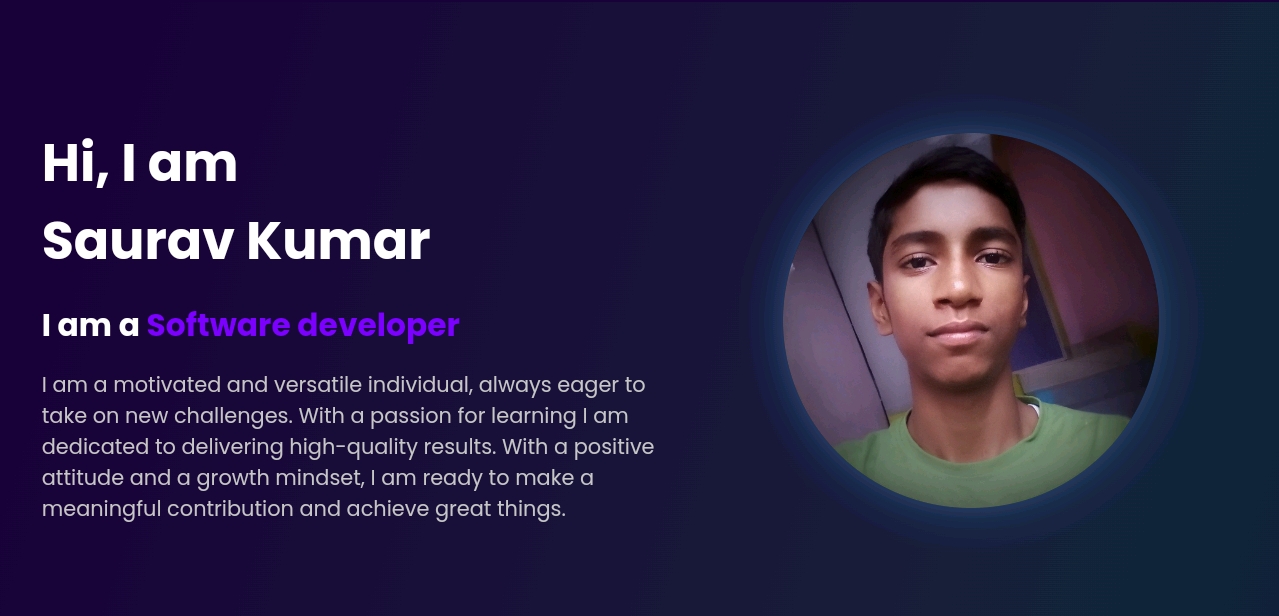 Hi, I am
Saurav Kumar
I am a Software developer
I am a motivated and versatile individual, always eager to
take on new challenges. With a passion for learning I am
dedicated to delivering high-quality results. With a positive
attitude and a growth mindset, I am ready to make a
meaningful contribution and achieve great things.